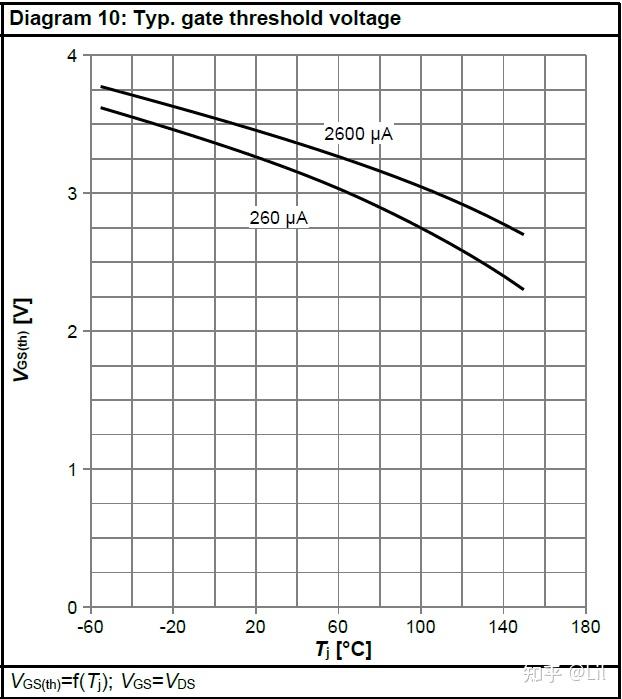 Diagram 10: Typ. gate threshold voltage
4
2600 µA
3
260 µA
VGS(th) [V]
2
1
0
-60 -20 20 60 100 140 180
Tj [°C]
知乎 @Lil
VGS(th)=f(Tj); VGS=VDS